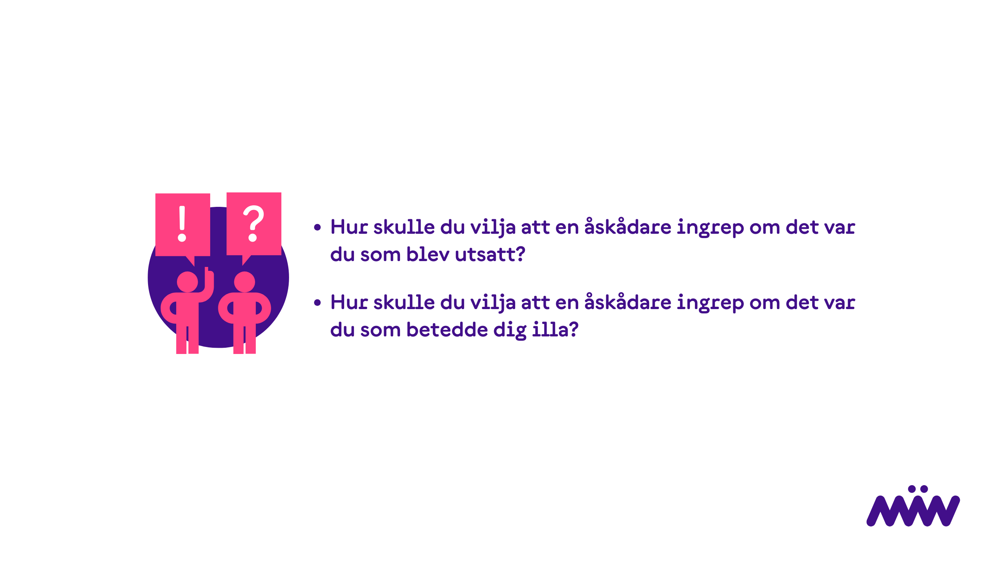 !
?
• Hur skulle du vilja att en åskådare ingrep om det var
du som blev utsatt?
• Hur skulle du vilja att en åskådare ingrep om det var
du som betedde dig illa?
MÄN